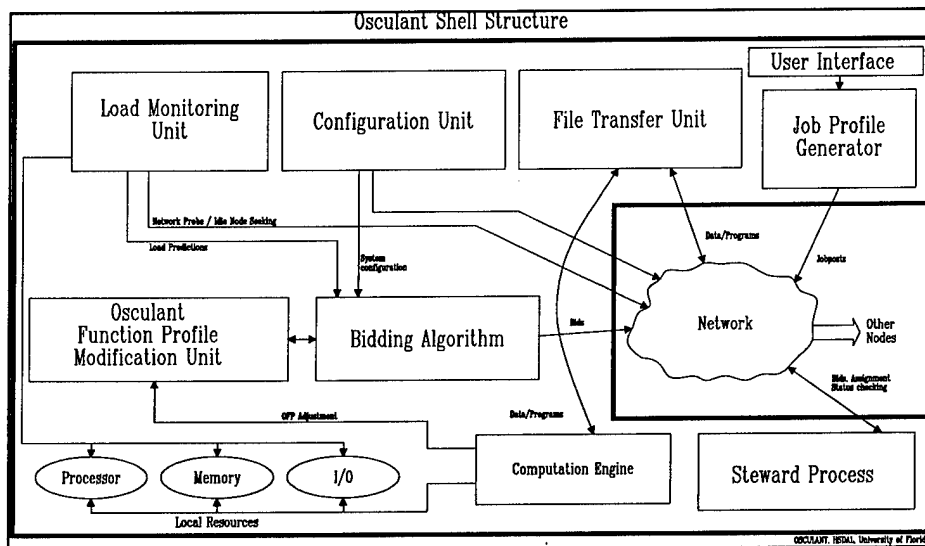 Osculant Shell Structure
User Interface
Load Monitoring
Unit
Configuration Unit
File Transfer Unit
Job Profile
Generator
Network Probe / Idle Node Seeking
Load Predictions
System
configuration
Data/Programs
Jobposts
Osculant
Function Profile
Modification Unit
Bidding Algorithm
Bids
Network
Other
Nodes
Bids, Assignment
Status checking
OFP Adjustment
Data/Programs
Processor
Memory
I/O
Computation Engine
Steward Process
Local Resources
OSCULANT, HSDAL, University of Florid